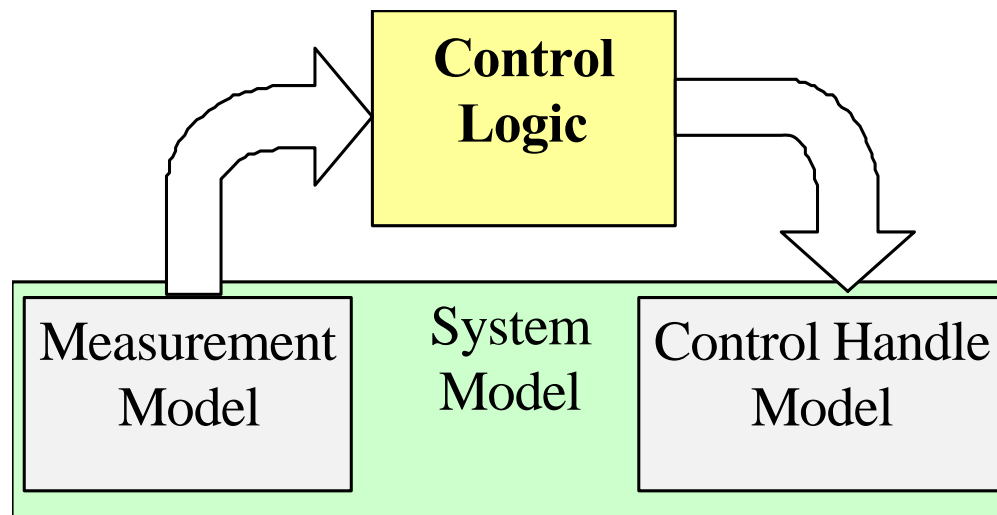 Control
Logic
Measurement
Model
System
Model
Control Handle
Model